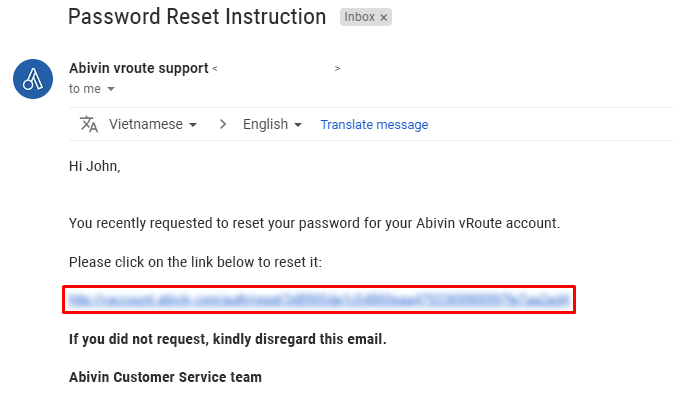 Password Reset Instruction Inbox ×
Abivin vroute support < >
to me
Vietnamese > English Translate message
Hi John,
You recently requested to reset your password for your Abivin vRoute account.
Please click on the link below to reset it:
If you did not request, kindly disregard this email.
Abivin Customer Service team